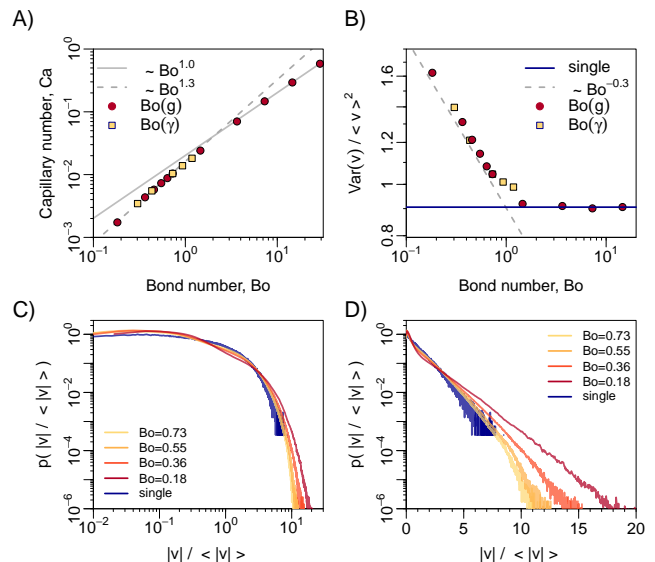 A)
~ Bo^1.0
~ Bo^1.3
Bo(g)
Bo(γ)
Capillary number, Ca
10^0
10^−1
10^−2
10^−3
10^−1
10^0
10^1
Bond number, Bo
B)
single
~ Bo^−0.3
Bo(g)
Bo(γ)
Var(v) / < v >^2
1.6
1.2
1
0.8
10^−1
10^0
10^1
Bond number, Bo
C)
p( |v| / < |v| > )
10^0
10^−2
10^−4
10^−6
Bo=0.73
Bo=0.55
Bo=0.36
Bo=0.18
single
10^−2
10^−1
10^0
10^1
|v| / < |v| >
D)
p( |v| / < |v| > )
10^0
10^−2
10^−4
10^−6
Bo=0.73
Bo=0.55
Bo=0.36
Bo=0.18
single
0
5
10
15
20
|v| / < |v| >